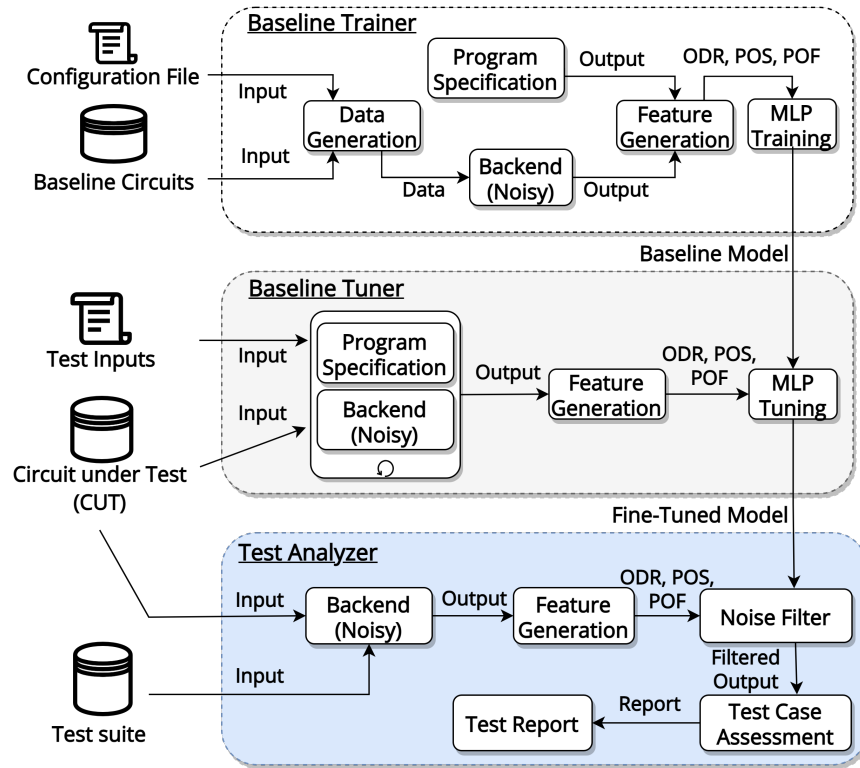 Baseline Trainer
Configuration File
Input
Baseline Circuits
Input
Data
Generation
Data
Program
Specification
Output
Backend
(Noisy)
Output
Feature
Generation
ODR, POS, POF
MLP
Training
Baseline Model
Baseline Tuner
Test Inputs
Input
Circuit under Test
(CUT)
Input
Program
Specification
Backend
(Noisy)
Output
Feature
Generation
ODR, POS,
POF
MLP
Tuning
Fine-Tuned Model
Test Analyzer
Input
Test suite
Input
Backend
(Noisy)
Output
Feature
Generation
ODR, POS,
POF
Noise Filter
Filtered
Output
Test Case
Assessment
Report
Test Report